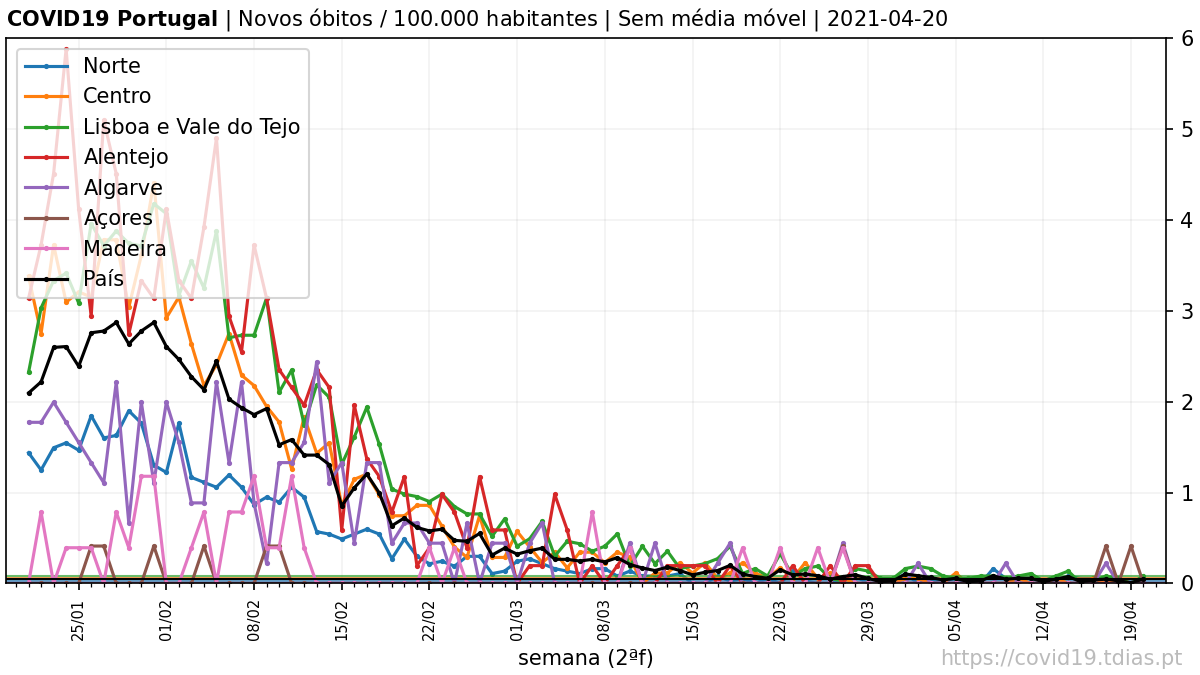 COVID19 Portugal | Novos óbitos / 100.000 habitantes | Sem média móvel | 2021-04-20
Norte
Centro
Lisboa e Vale do Tejo
Alentejo
Algarve
Açores
Madeira
País
6
5
4
3
2
1
0
25/01
01/02
08/02
15/02
22/02
01/03
08/03
15/03
22/03
29/03
05/04
12/04
19/04
semana (2ªf)
https://covid19.tdias.pt